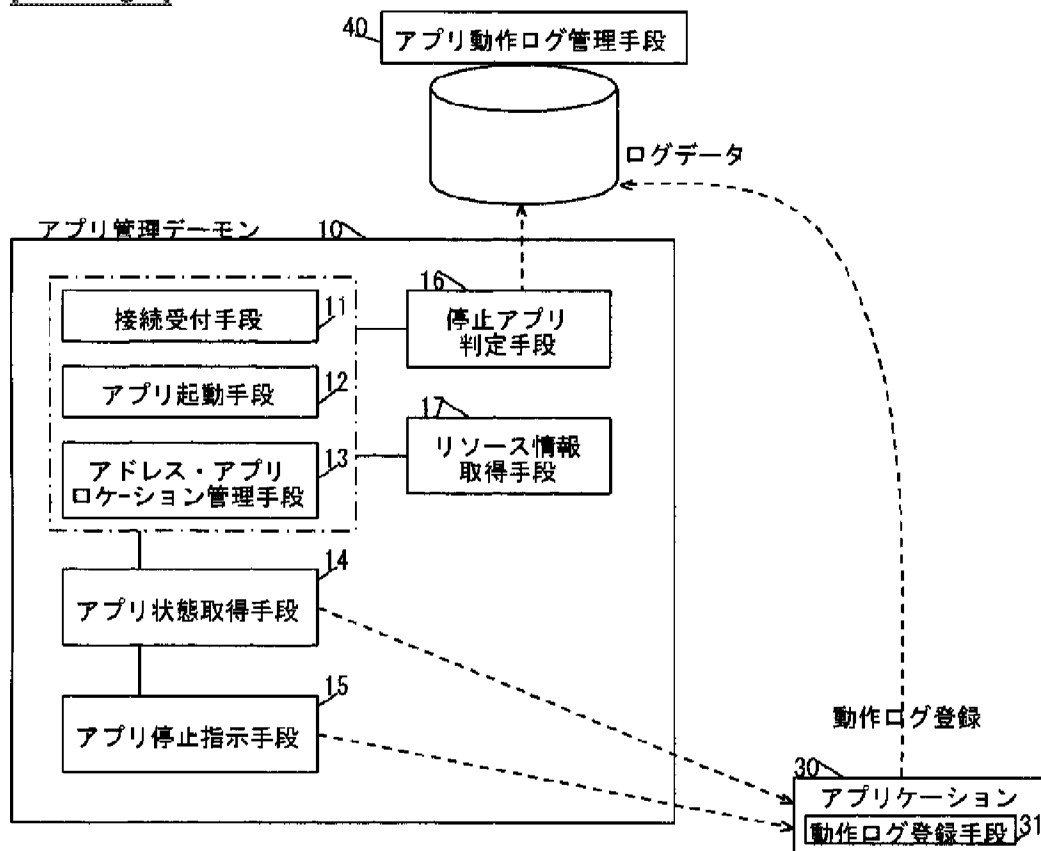 40
アプリ動作ログ管理手段
ログデータ
アプリ管理デーモン
10
11
接続受付手段
16
停止アプリ
判定手段
12
アプリ起動手段
17
リソース情報
取得手段
13
アドレス・アプリ
ロケーション管理手段
14
アプリ状態取得手段
15
アプリ停止指示手段
動作ログ登録
30
アプリケーション
動作ログ登録手段
31